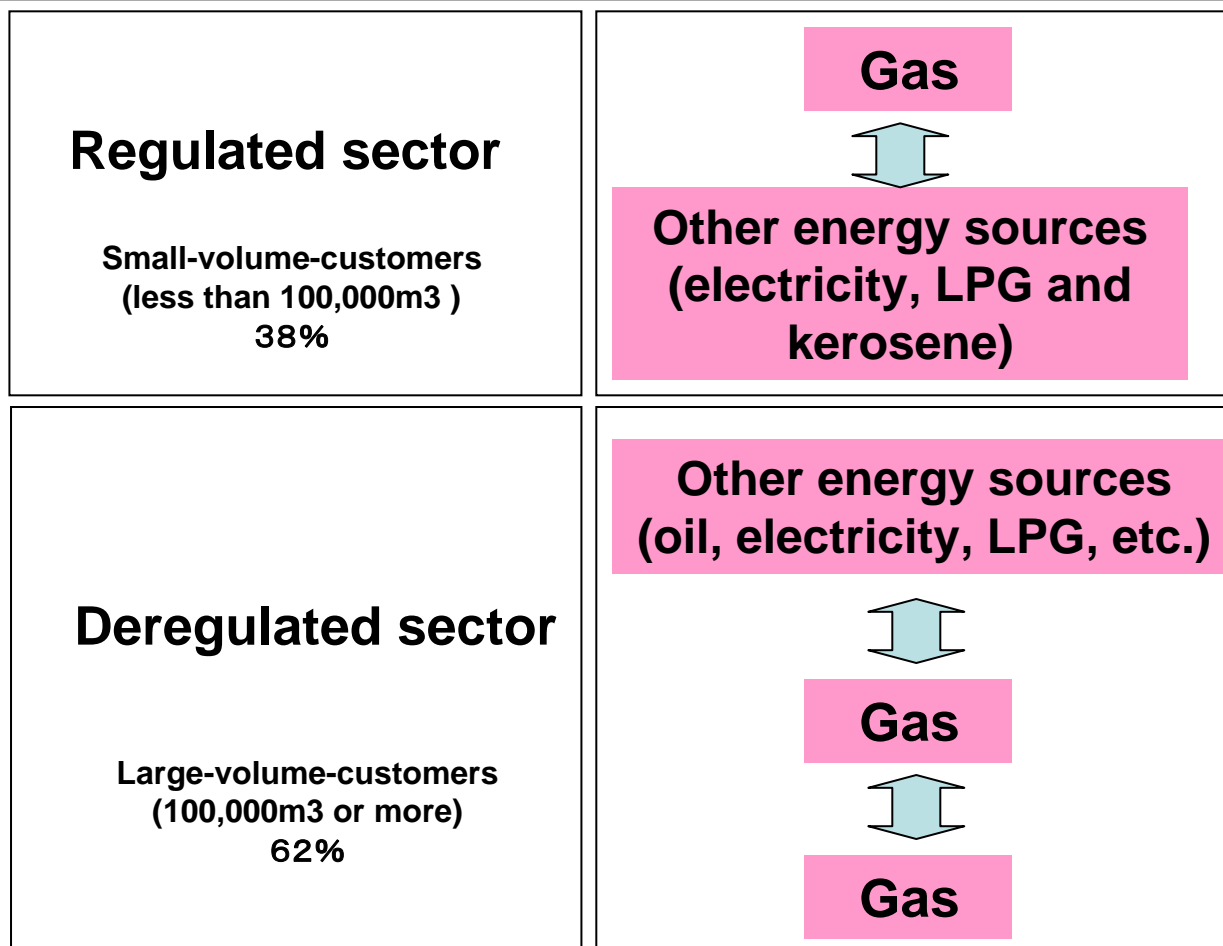 Regulated sector
Small-volume-customers
(less than 100,000m3 )
38%
Gas
Other energy sources
(electricity, LPG and
kerosene)
Deregulated sector
Large-volume-customers
(100,000m3 or more)
62%
Other energy sources
(oil, electricity, LPG, etc.)
Gas
Gas